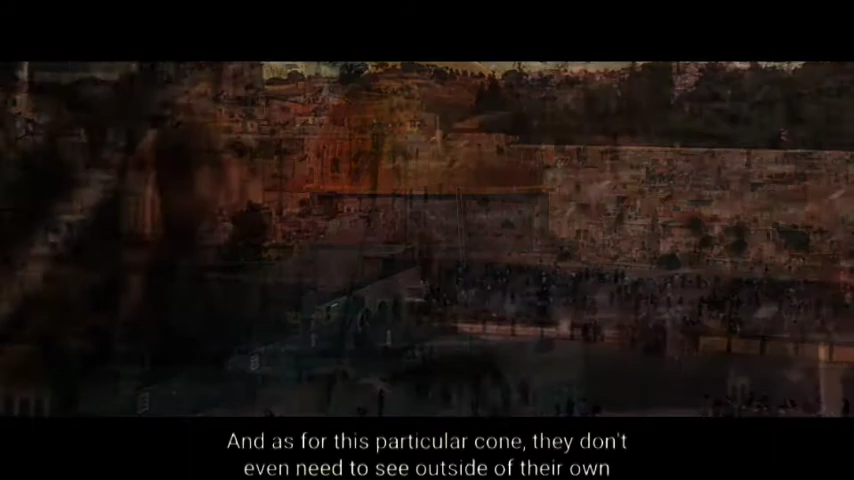 And as for this particular cone, they don't
even need to see outside of their own